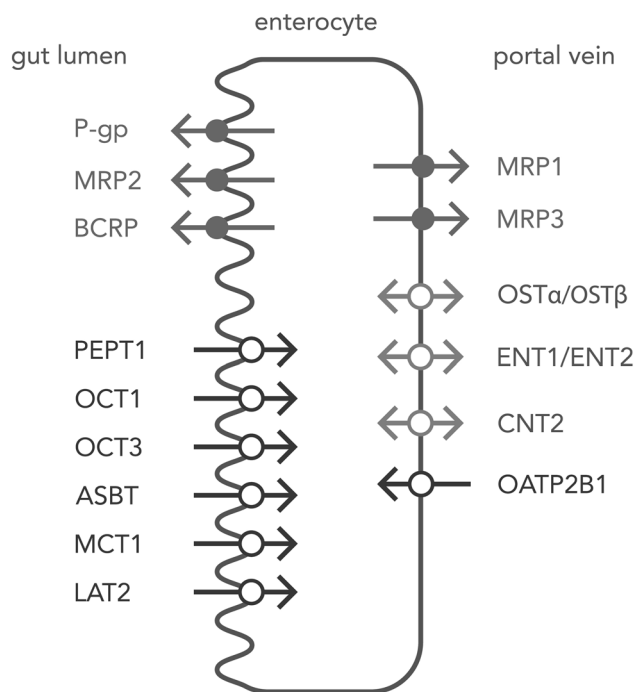 enterocyte
gut lumen
portal vein
P-gp
MRP2
BCRP
PEPT1
OCT1
OCT3
ASBT
MCT1
LAT2
MRP1
MRP3
OSTα/OSTβ
ENT1/ENT2
CNT2
OATP2B1